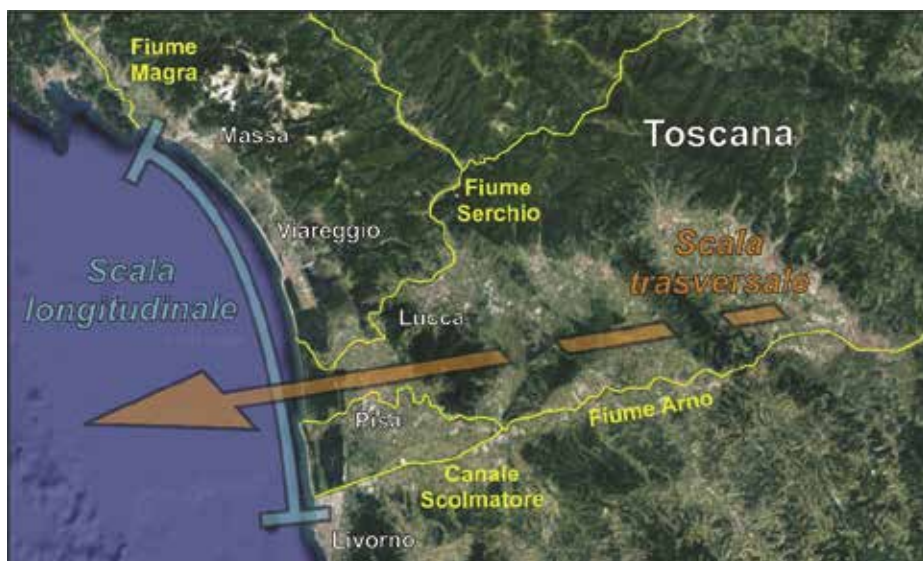 Fiume
Magra
Massa
Toscana
Fiume
Serchio
Viareggio
Scala
longitudinale
Scala
trasversale
Lucca
Fiume Arno
Pisa
Canale
Scolmatore
Livorno